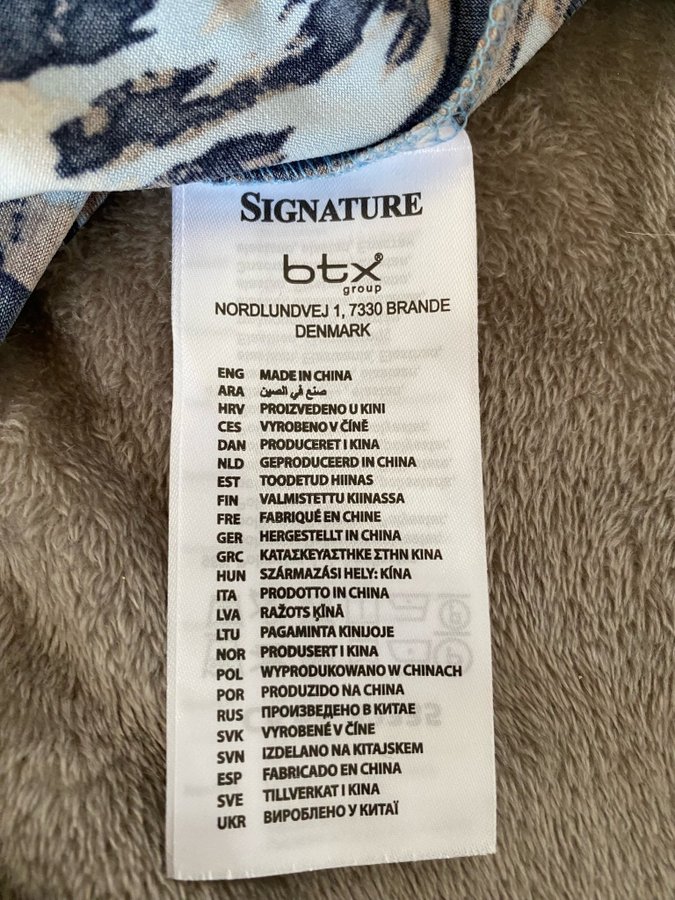 SIGNATURE
btx®
group
NORDLUNDVEJ 1, 7330 BRANDE
DENMARK
ENG MADE IN CHINA
ARA صنع في الصين
HRV PROIZVEDENO U KINI
CES VYROBENO V ČÍNĚ
DAN PRODUCERET I KINA
NLD GEPRODUCEERD IN CHINA
EST TOODETUD HIINAS
FIN VALMISTETTU KIINASSA
FRE FABRIQUÉ EN CHINE
GER HERGESTELLT IN CHINA
GRC ΚΑΤΑΣΚΕΥΑΣΤΗΚΕ ΣΤΗΝ ΚΙΝΑ
HUN SZÁRMAZÁSI HELY: KÍNA
ITA PRODOTTO IN CHINA
LVA RAŽOTS ĶĪNĀ
LTU PAGAMINTA KINIJOJE
NOR PRODUSERT I KINA
POL WYPRODUKOWANO W CHINACH
POR PRODUZIDO NA CHINA
RUS ПРОИЗВЕДЕНО В КИТАЕ
SVK VYROBENÉ V ČÍNE
SVN IZDELANO NA KITAJSKEM
ESP FABRICADO EN CHINA
SVE TILLVERKAT I KINA
UKR ВИРОБЛЕНО У КИТАЇ